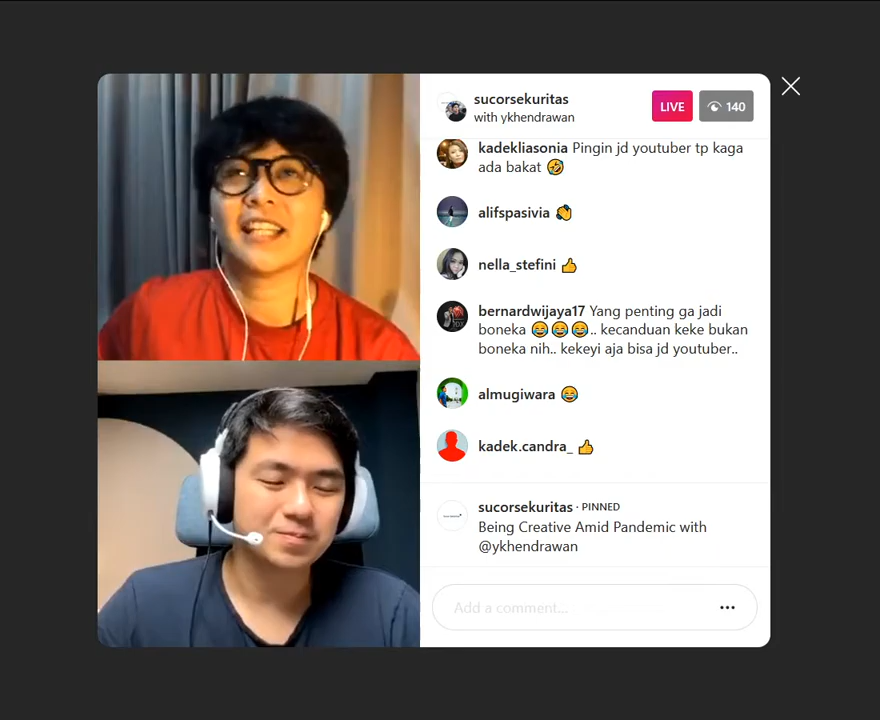 sucorsekuritas
with ykhendrawan
LIVE
140
kadekliasonia Pingin jd youtuber tp kaga
ada bakat 🤣
alifspasivia 👏
nella_stefini 👍
bernardwijaya17 Yang penting ga jadi
boneka 😂😂😂.. kecanduan keke bukan
boneka nih.. kekeyi aja bisa jd youtuber..
almugiwara 😂
kadek.candra_ 👍
sucorsekuritas · PINNED
Being Creative Amid Pandemic with
@ykhendrawan
Add a comment...